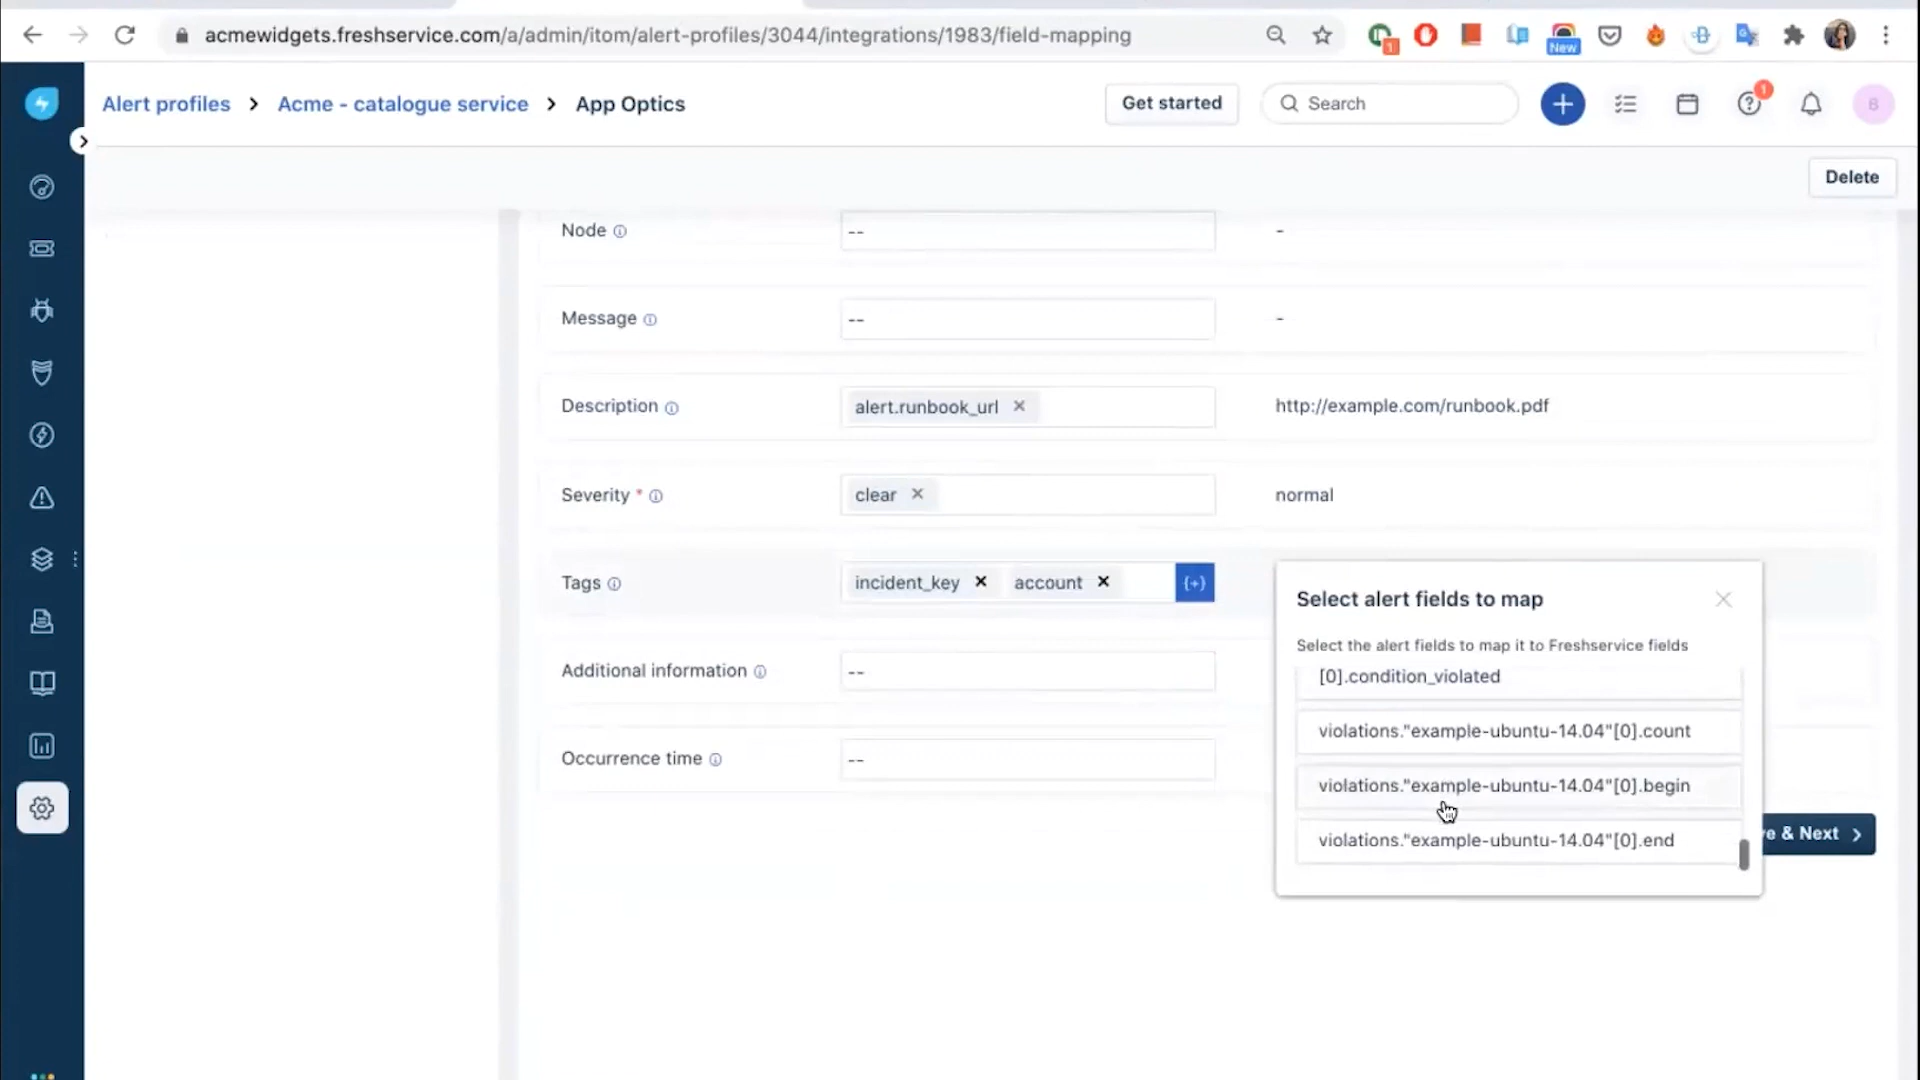 acmewidgets.freshservice.com/a/admin/itom/alert-profiles/3044/integrations/1983/field-mapping
1
New
Alert profiles > Acme - catalogue service > App Optics
Get started
Search
1
B
Delete
Node
--
-
Message
--
-
Description
alert.runbook_url ×
http://example.com/runbook.pdf
Severity *
clear ×
normal
Tags
incident_key × account ×
{+}
Select alert fields to map
Select the alert fields to map it to Freshservice fields
[0].condition_violated
violations."example-ubuntu-14.04"[0].count
violations."example-ubuntu-14.04"[0].begin
violations."example-ubuntu-14.04"[0].end
Additional information
--
Occurrence time
--
e & Next >